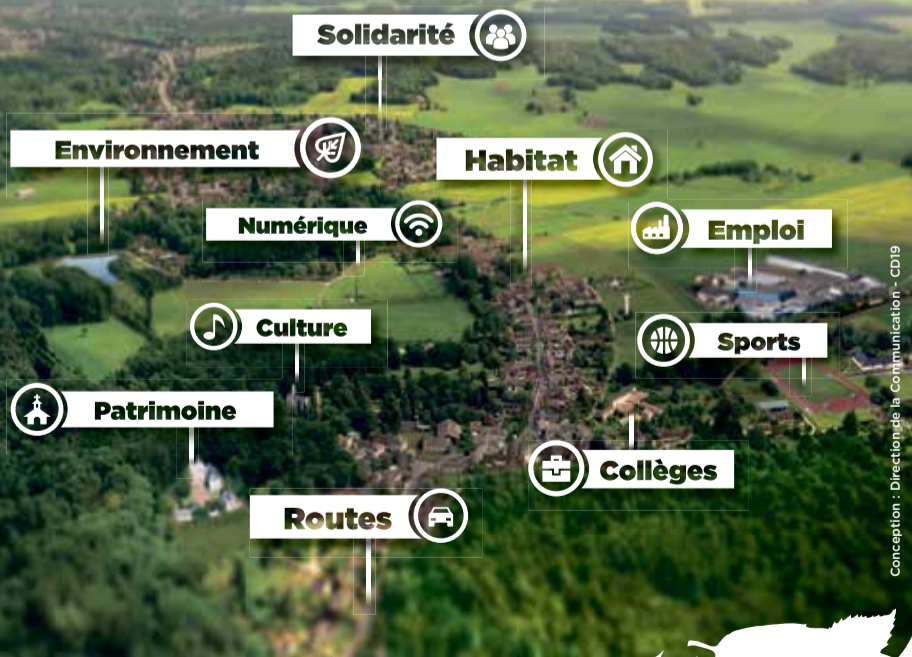 Solidarité
Environnement
Habitat
Numérique
Emploi
Culture
Sports
Patrimoine
Collèges
Routes
Conception : Direction de la Communication - CD19